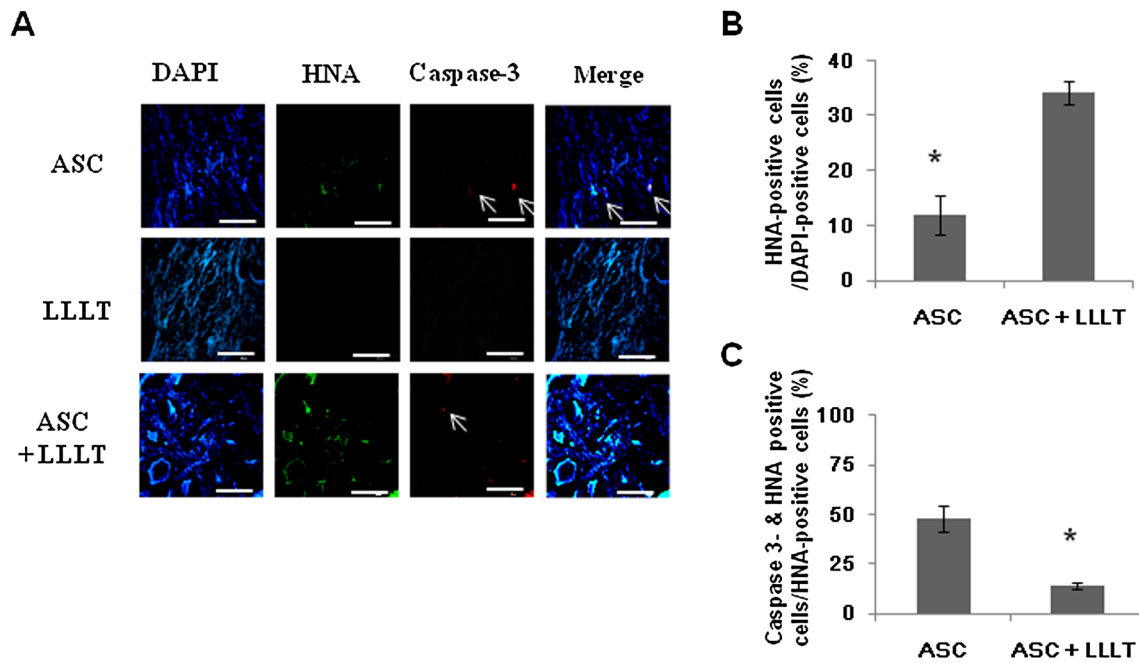 A
DAPI HNA Caspase-3 Merge
ASC
LLLT
ASC
+LLLT
B
HNA-positive cells
/DAPI-positive cells (%)
40
30
20
10
0
*
ASC ASC + LLLT
C
Caspase 3- & HNA positive
cells/HNA-positive cells (%)
100
75
50
25
0
*
ASC ASC + LLLT